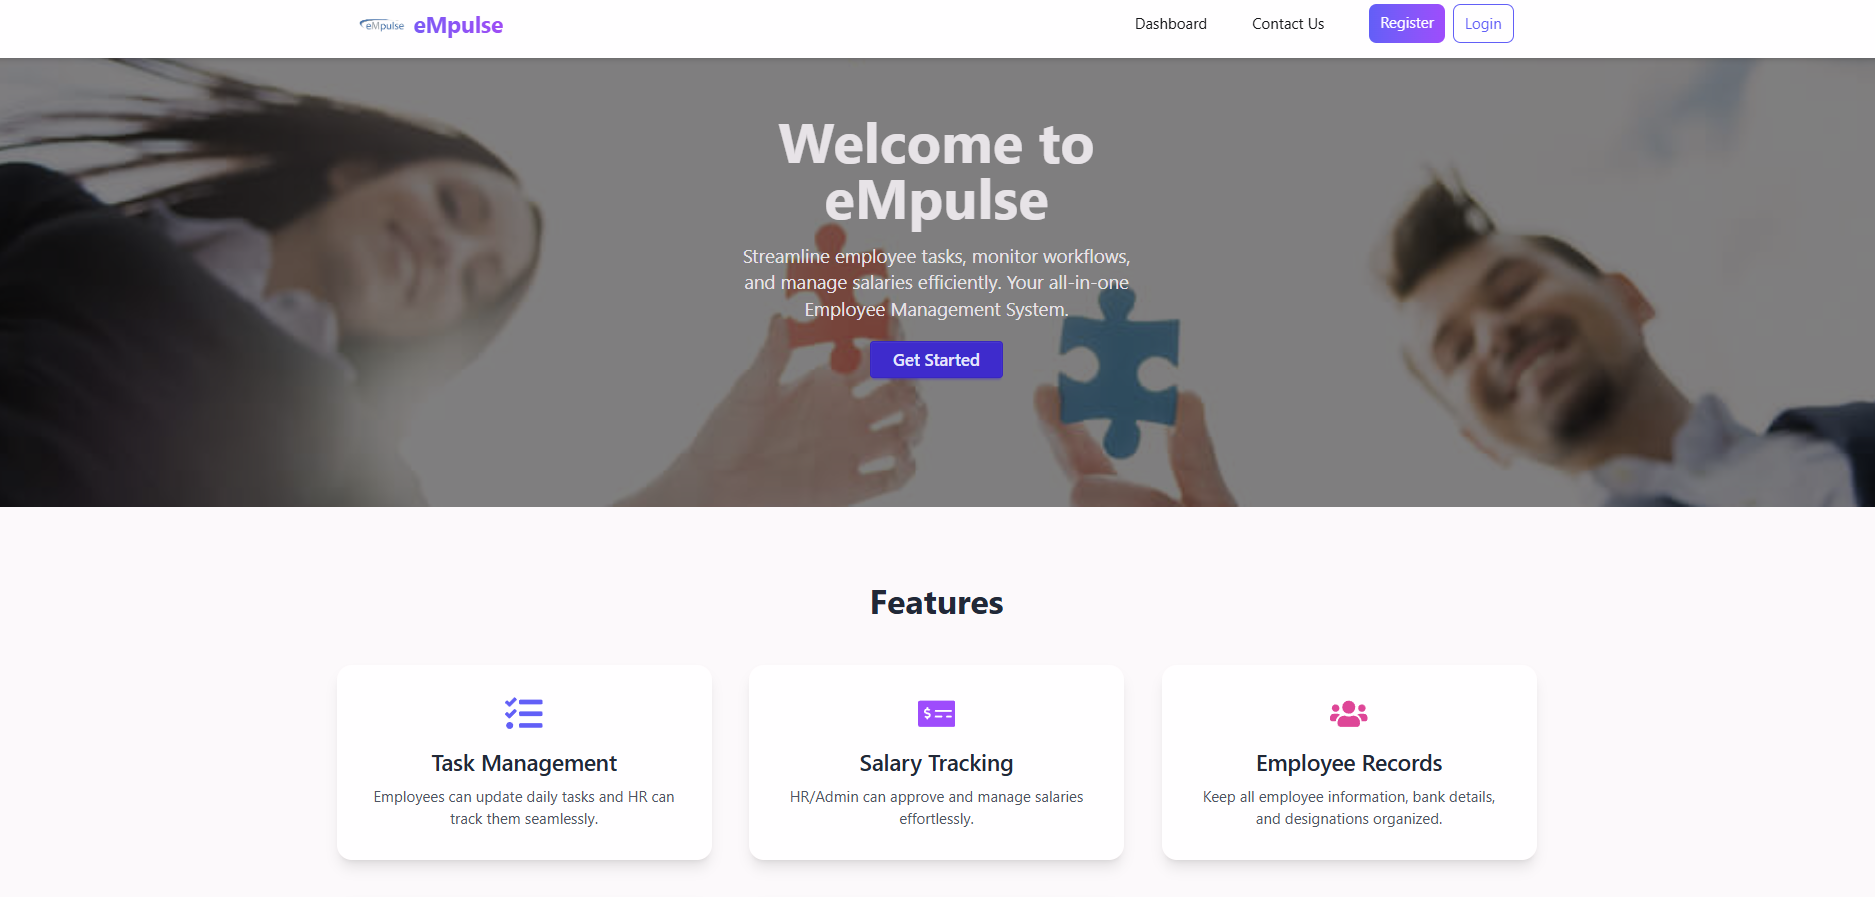 eMpulse eMpulse Dashboard Contact Us Register Login
Welcome to
eMpulse
Streamline employee tasks, monitor workflows,
and manage salaries efficiently. Your all-in-one
Employee Management System.
Get Started
Features
Task Management
Employees can update daily tasks and HR can
track them seamlessly.
$
Salary Tracking
HR/Admin can approve and manage salaries
effortlessly.
Employee Records
Keep all employee information, bank details,
and designations organized.